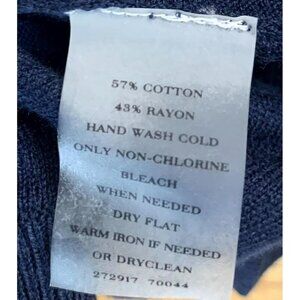 57% COTTON
43% RAYON
HAND WASH COLD
ONLY NON-CHLORINE
BLEACH
WHEN NEEDED
DRY FLAT
WARM IRON IF NEEDED
OR DRYCLEAN
272917 70044